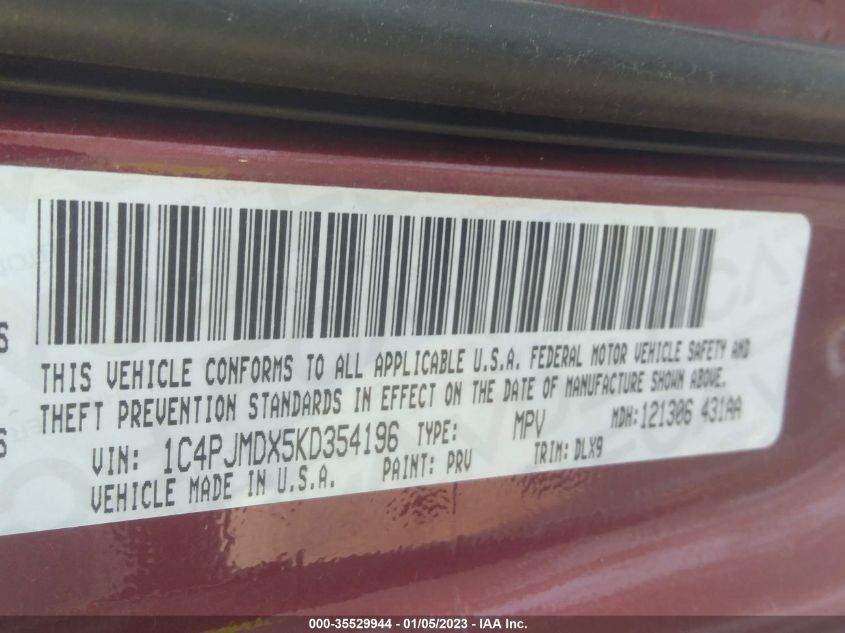 THIS VEHICLE CONFORMS TO ALL APPLICABLE U.S.A. FEDERAL MOTOR VEHICLE SAFETY AND
THEFT PREVENTION STANDARDS IN EFFECT ON THE DATE OF MANUFACTURE SHOWN ABOVE.
VIN: 1C4PJMDX5KD354196 TYPE: MPV MDH:121306 431AA
VEHICLE MADE IN U.S.A. PAINT: PRV TRIM: DLX9
000-35529944 - 01/05/2023 - IAA Inc.